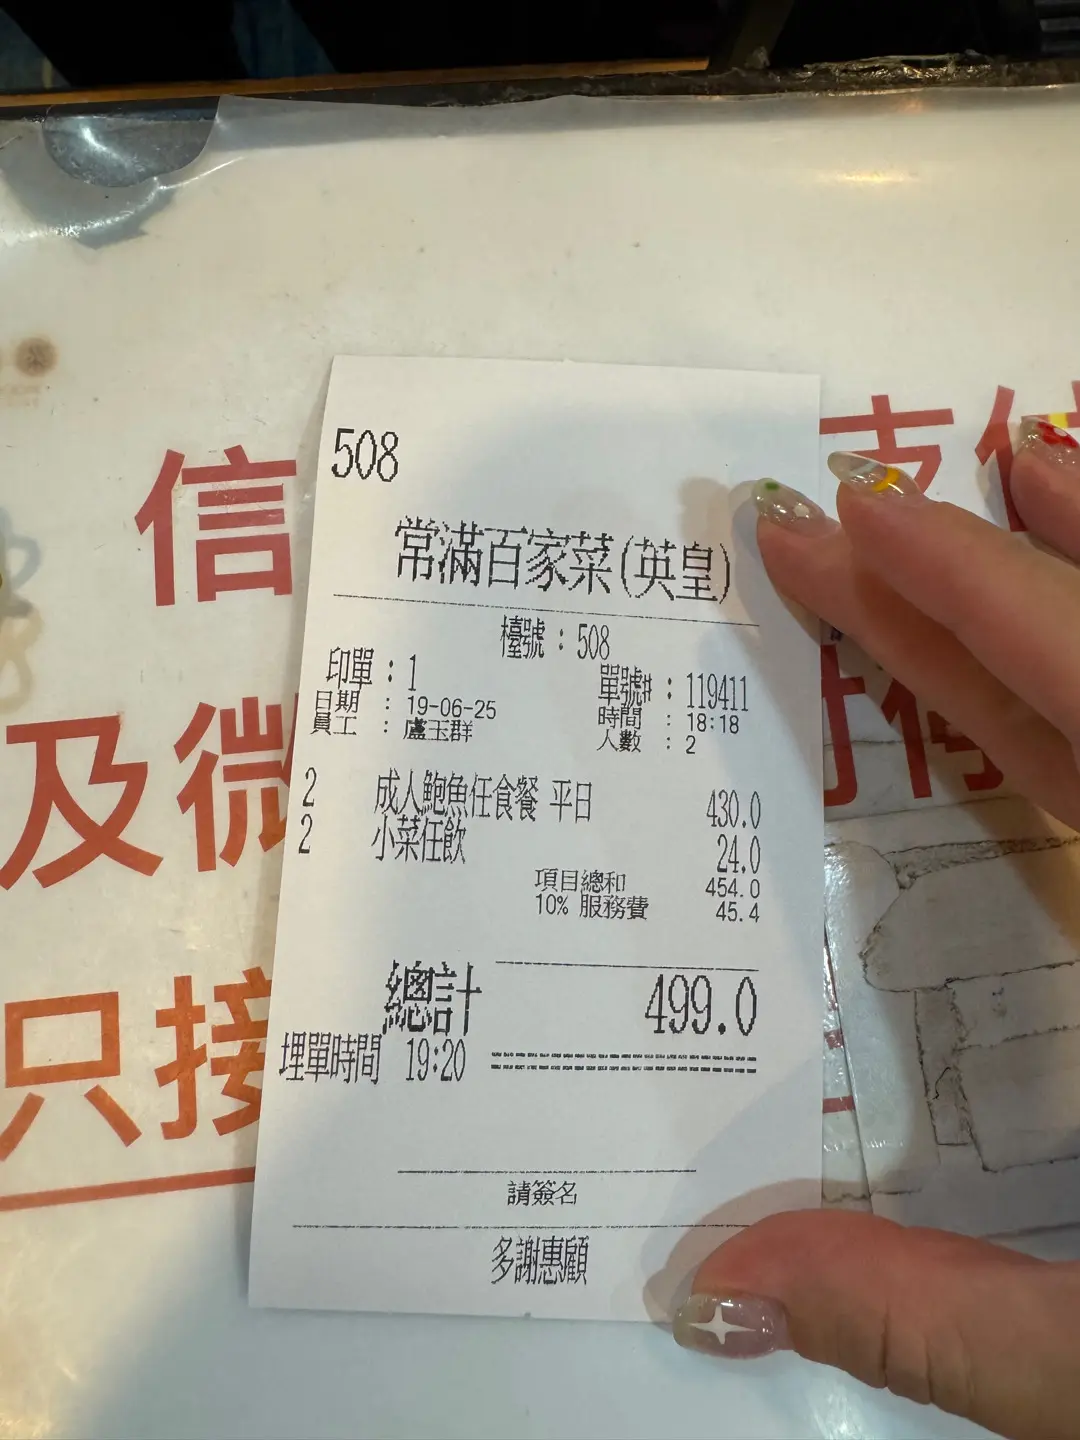 508
常滿百家菜(英皇)
檯號 : 508
印單 : 1 單號# : 119411
日期 : 19-06-25 時間 : 18:18
員工 : 盧玉群 人數 : 2
2 成人鮑魚任食餐 平日 430.0
2 小菜任飲 24.0
項目總和 454.0
10% 服務費 45.4
總計 499.0
埋單時間 19:20
請簽名
多謝惠顧
信 支付
及微
只接